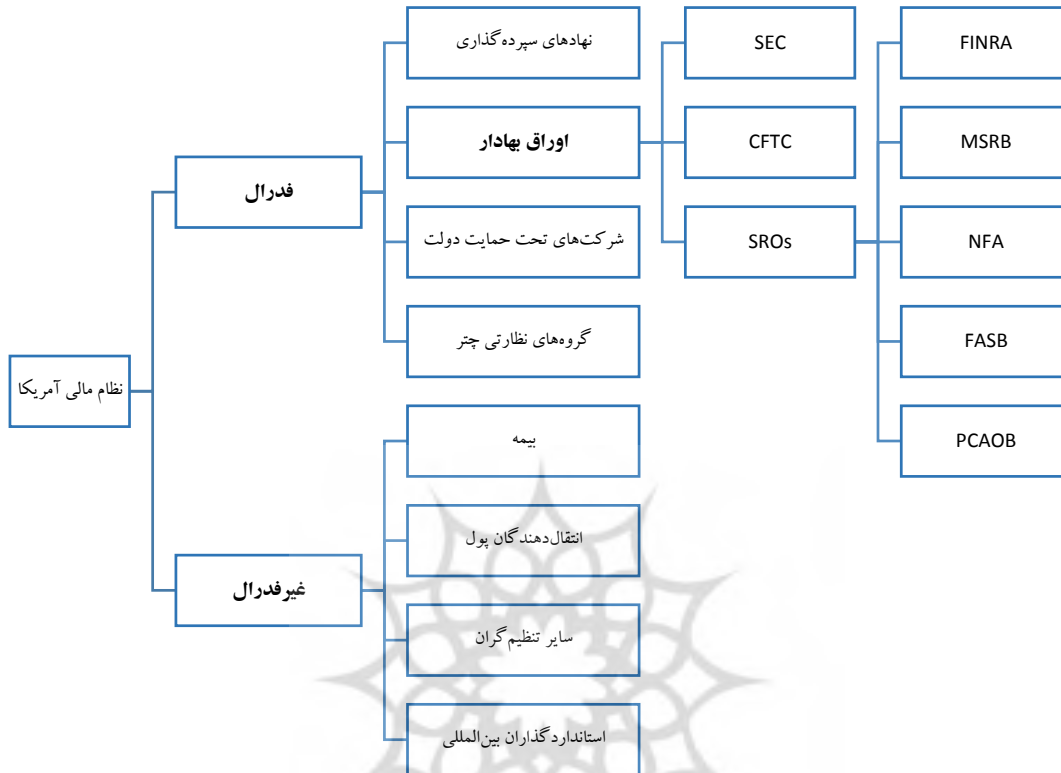 نظام مالی آمریکا
فدرال
نهادهای سپرده‌گذاری
اوراق بهادار
SEC
CFTC
SROs
FINRA
MSRB
NFA
FASB
PCAOB
شرکت‌های تحت حمایت دولت
گروه‌های نظارتی چتر
غیرفدرال
بیمه
انتقال‌دهندگان پول
سایر تنظیم‌گران
استانداردگذاران بین‌المللی